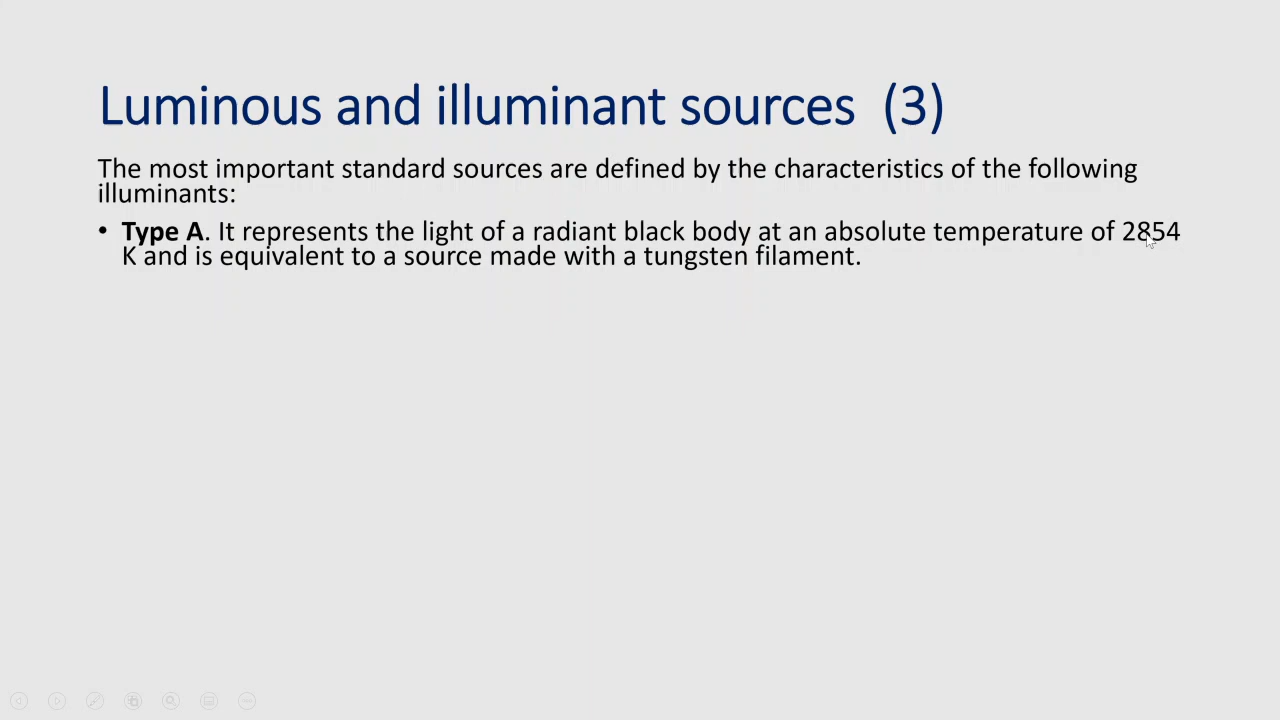 Luminous and illuminant sources (3)
The most important standard sources are defined by the characteristics of the following
illuminants:
• Type A. It represents the light of a radiant black body at an absolute temperature of 2854
K and is equivalent to a source made with a tungsten filament.